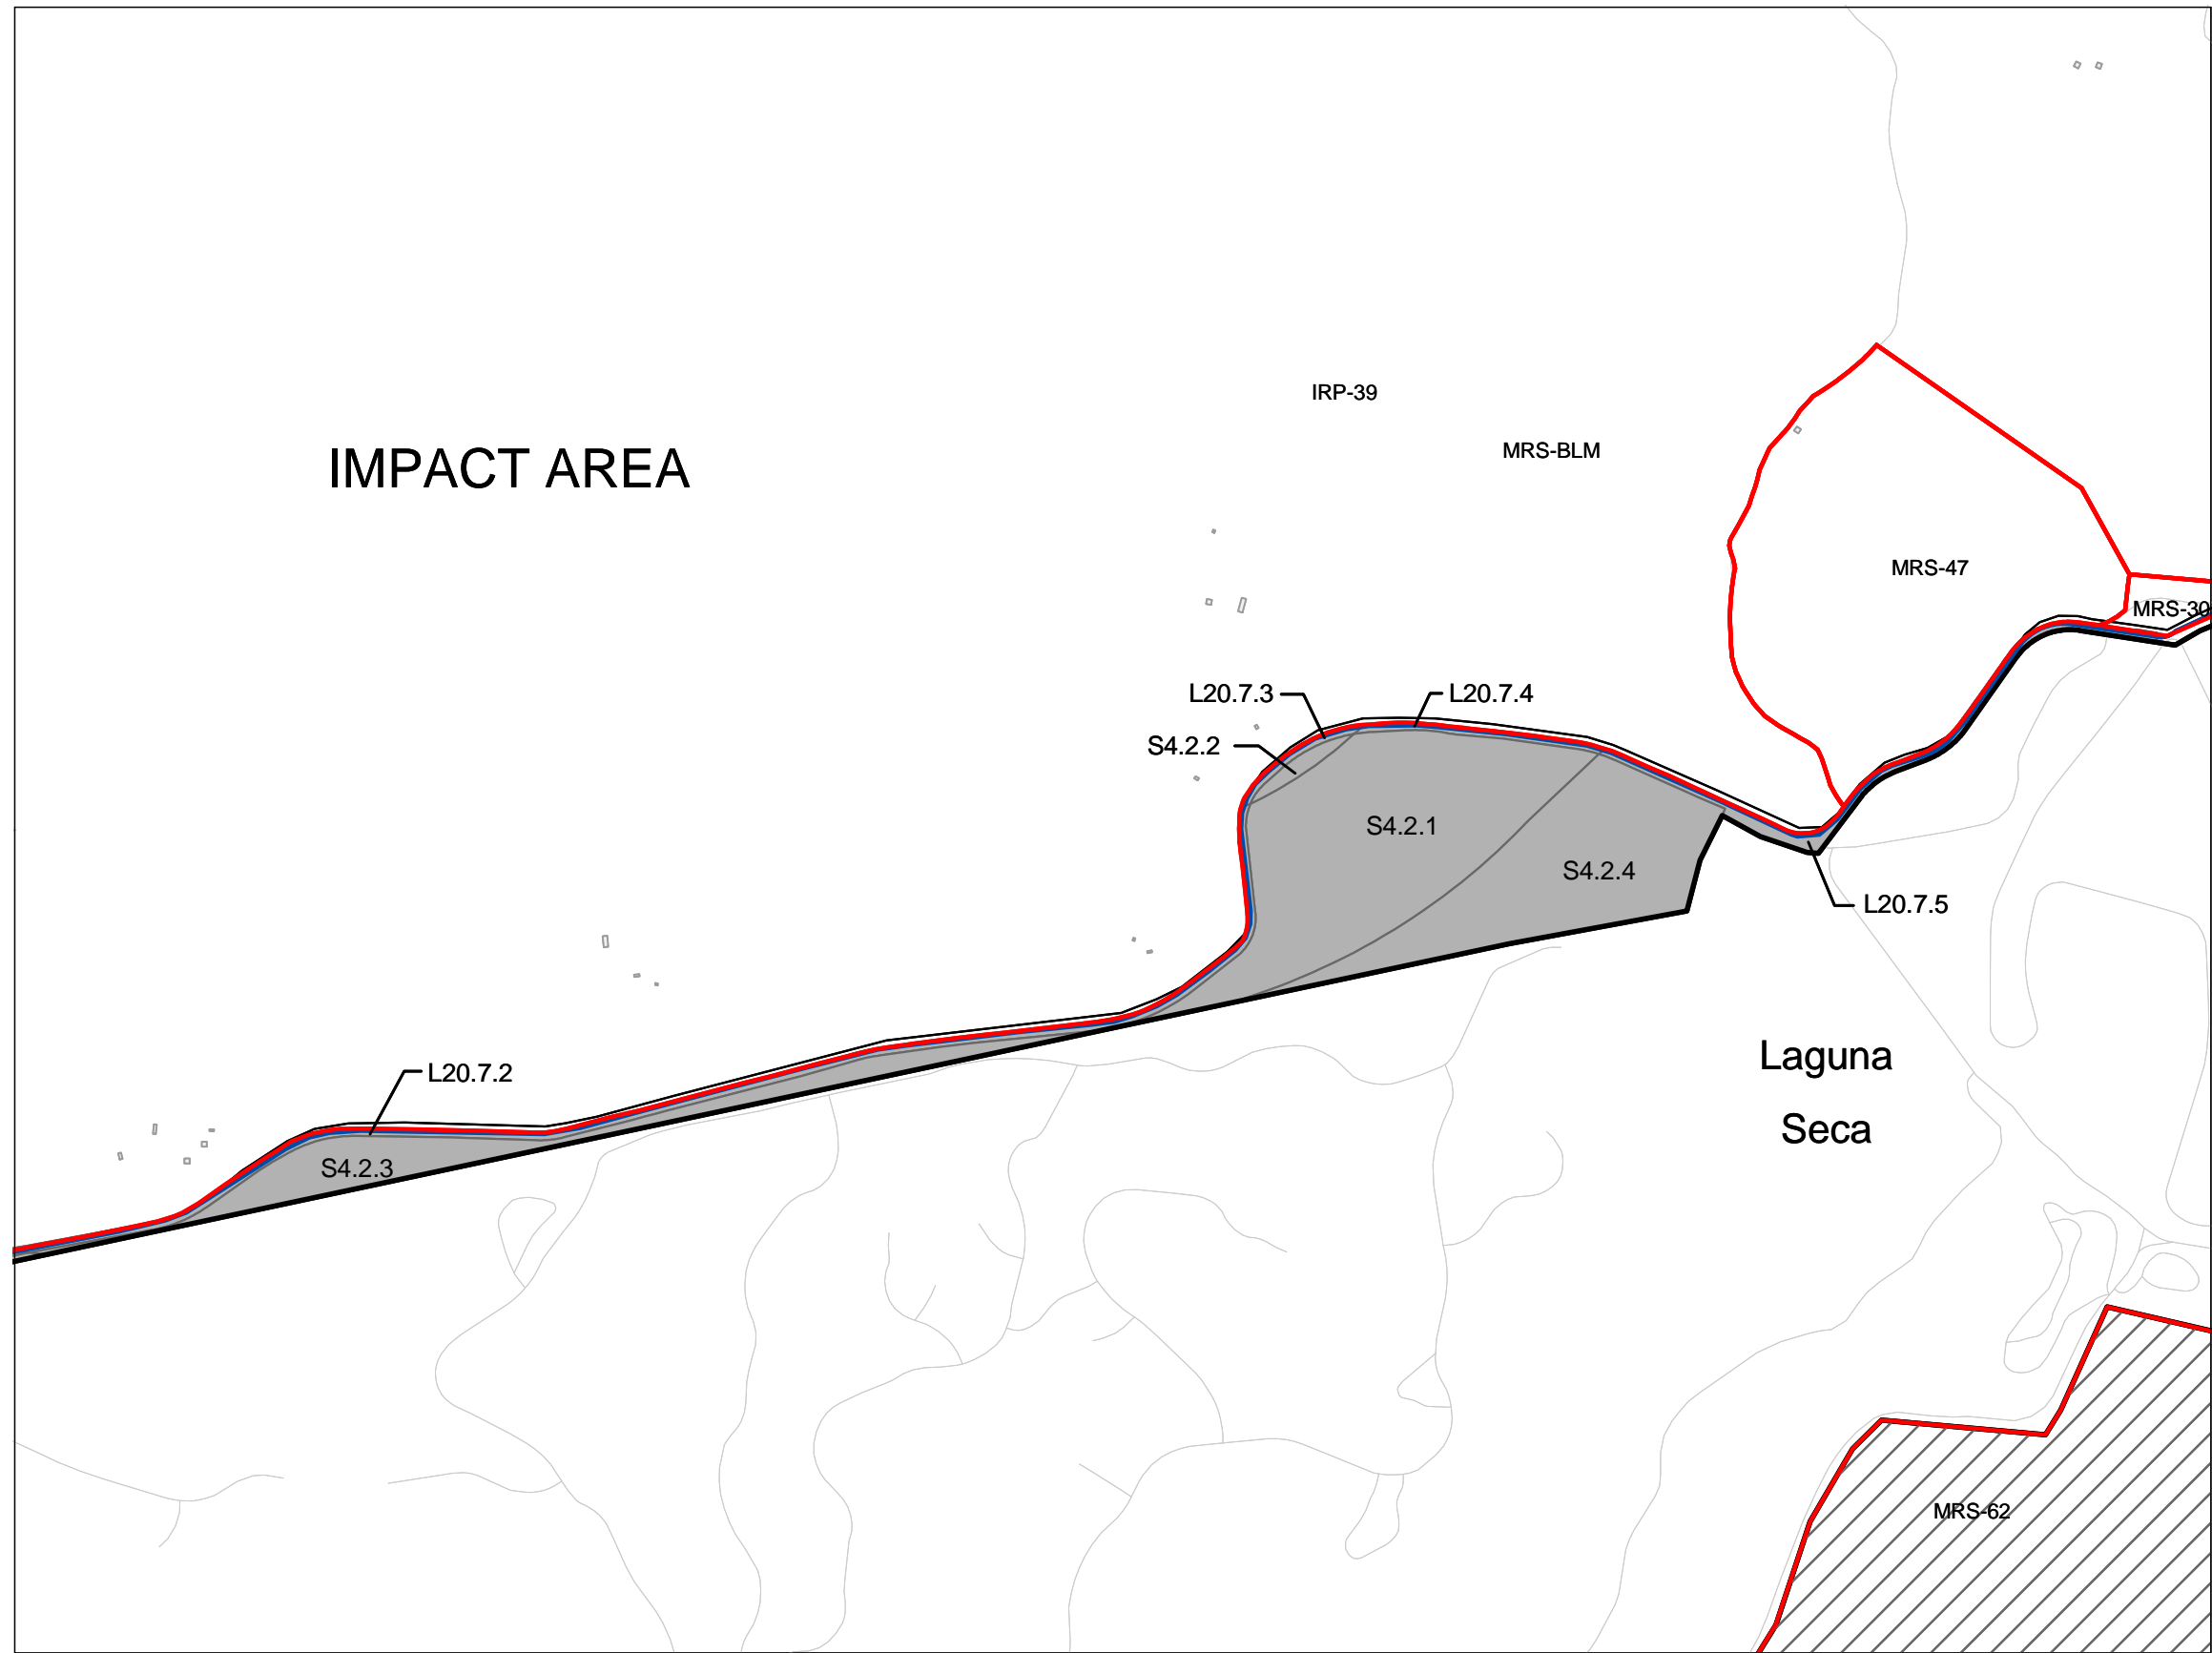 IRP-39
MRS-BLM
IMPACT AREA
MRS-47
MRS-30
L20.7.3
L20.7.4
S4.2.2
S4.2.1
S4.2.4
L20.7.5
Laguna
Seca
L20.7.2
S4.2.3
MRS-62